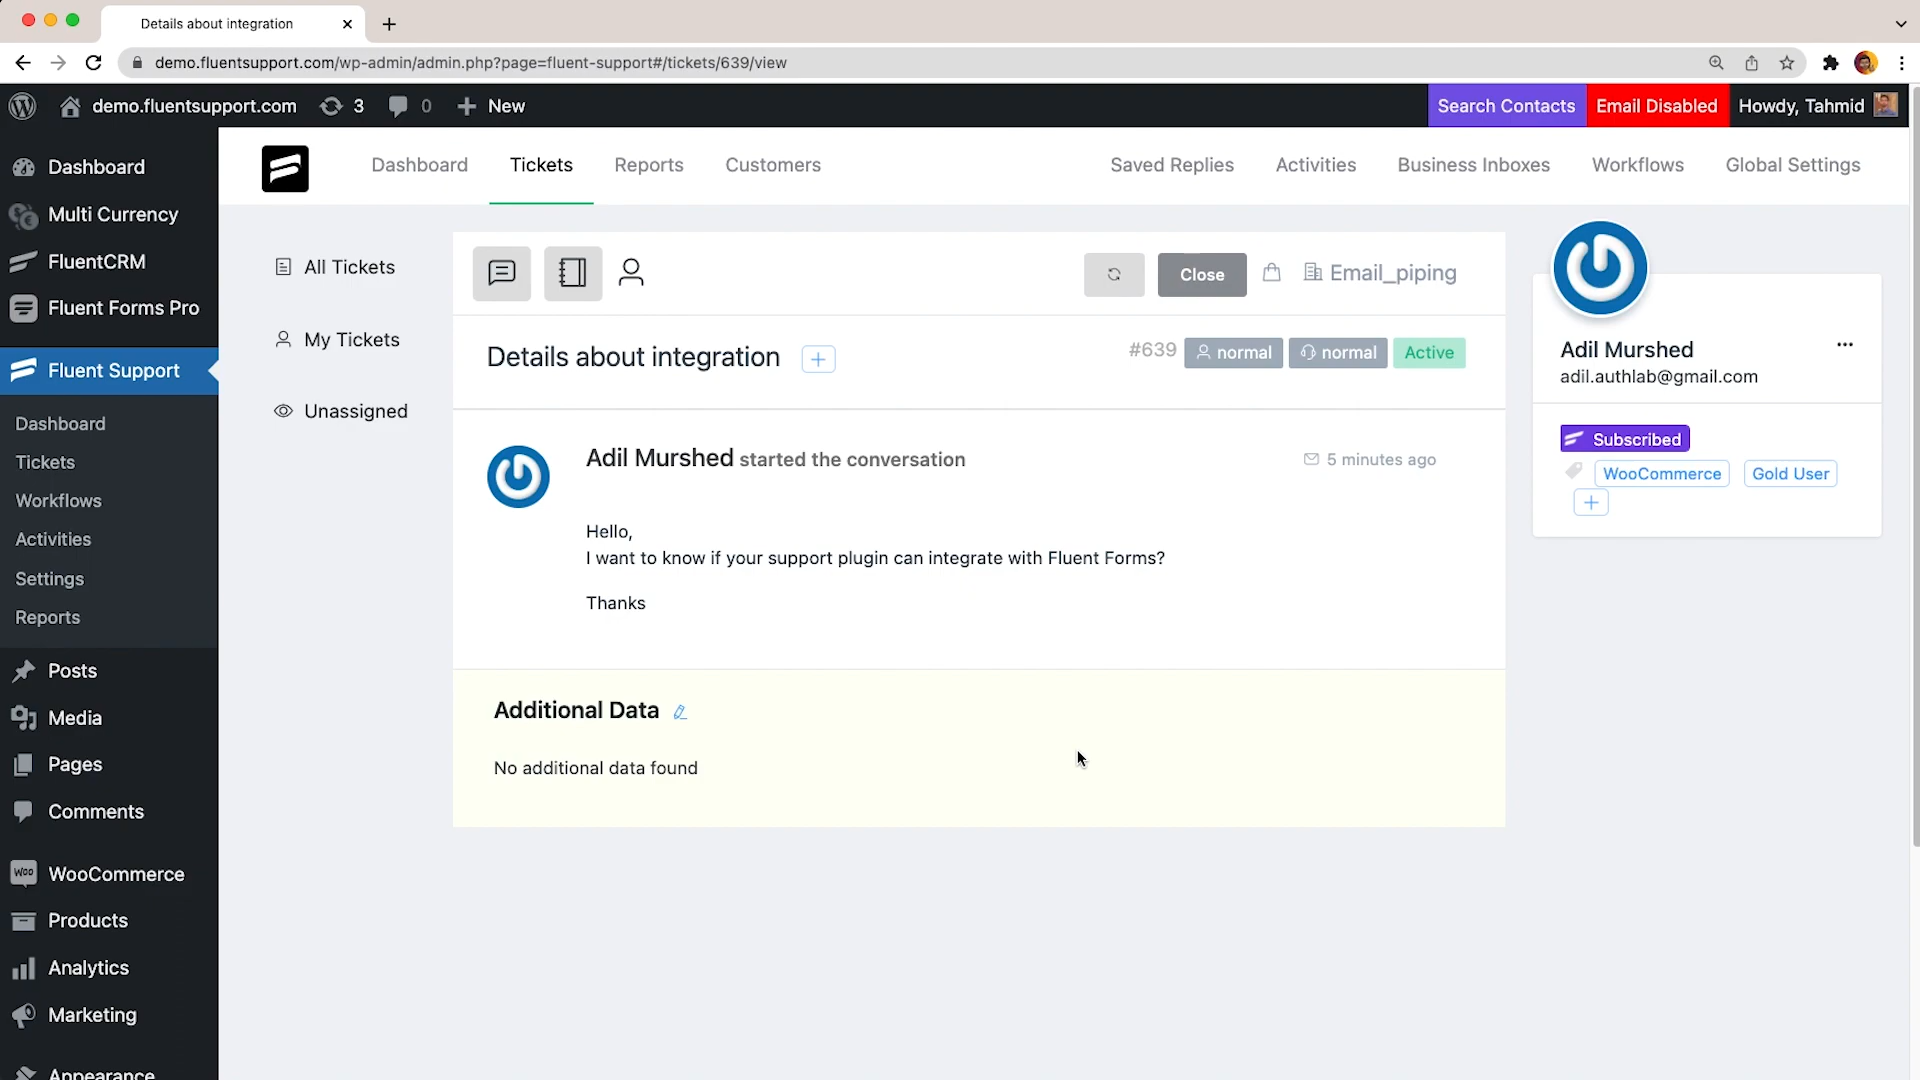 Details about integration
demo.fluentsupport.com/wp-admin/admin.php?page=fluent-support#/tickets/639/view
demo.fluentsupport.com 3 0 New Search Contacts Email Disabled Howdy, Tahmid
Dashboard
Multi Currency
FluentCRM
Fluent Forms Pro
Fluent Support
Dashboard
Tickets
Workflows
Activities
Settings
Reports
Posts
Media
Pages
Comments
Woo WooCommerce
Products
Analytics
Marketing
Appearance
Dashboard Tickets Reports Customers Saved Replies Activities Business Inboxes Workflows Global Settings
All Tickets
My Tickets
Unassigned
Close Email_piping
Details about integration #639 normal normal Active
Adil Murshed started the conversation 5 minutes ago
Hello,
I want to know if your support plugin can integrate with Fluent Forms?
Thanks
Additional Data
No additional data found
Adil Murshed
adil.authlab@gmail.com
Subscribed
WooCommerce Gold User